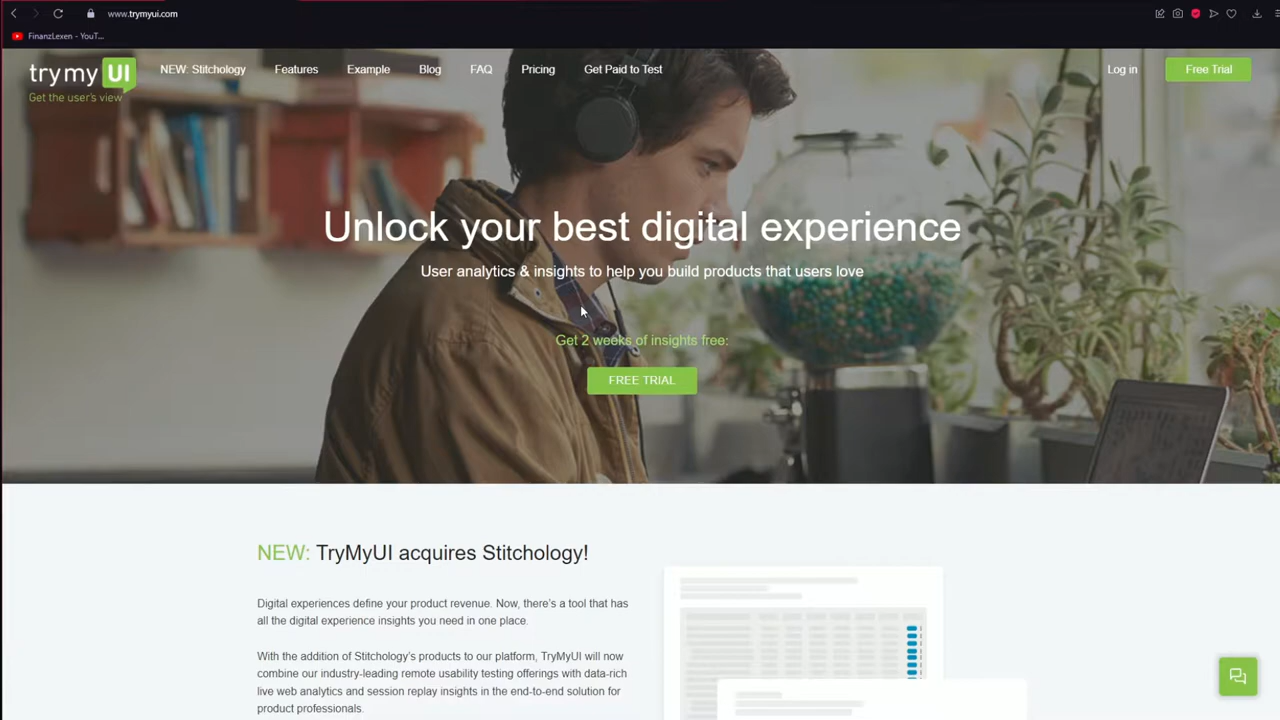 www.trymyui.com
FinanzLexen - YouT...
try my UI
Get the user's view
NEW: Stitchology Features Example Blog FAQ Pricing Get Paid to Test
Log in Free Trial
Unlock your best digital experience
User analytics & insights to help you build products that users love
Get 2 weeks of insights free:
FREE TRIAL
NEW: TryMyUI acquires Stitchology!
Digital experiences define your product revenue. Now, there's a tool that has
all the digital experience insights you need in one place.
With the addition of Stitchology's products to our platform, TryMyUI will now
combine our industry-leading remote usability testing offerings with data-rich
live web analytics and session replay insights in the end-to-end solution for
product professionals.